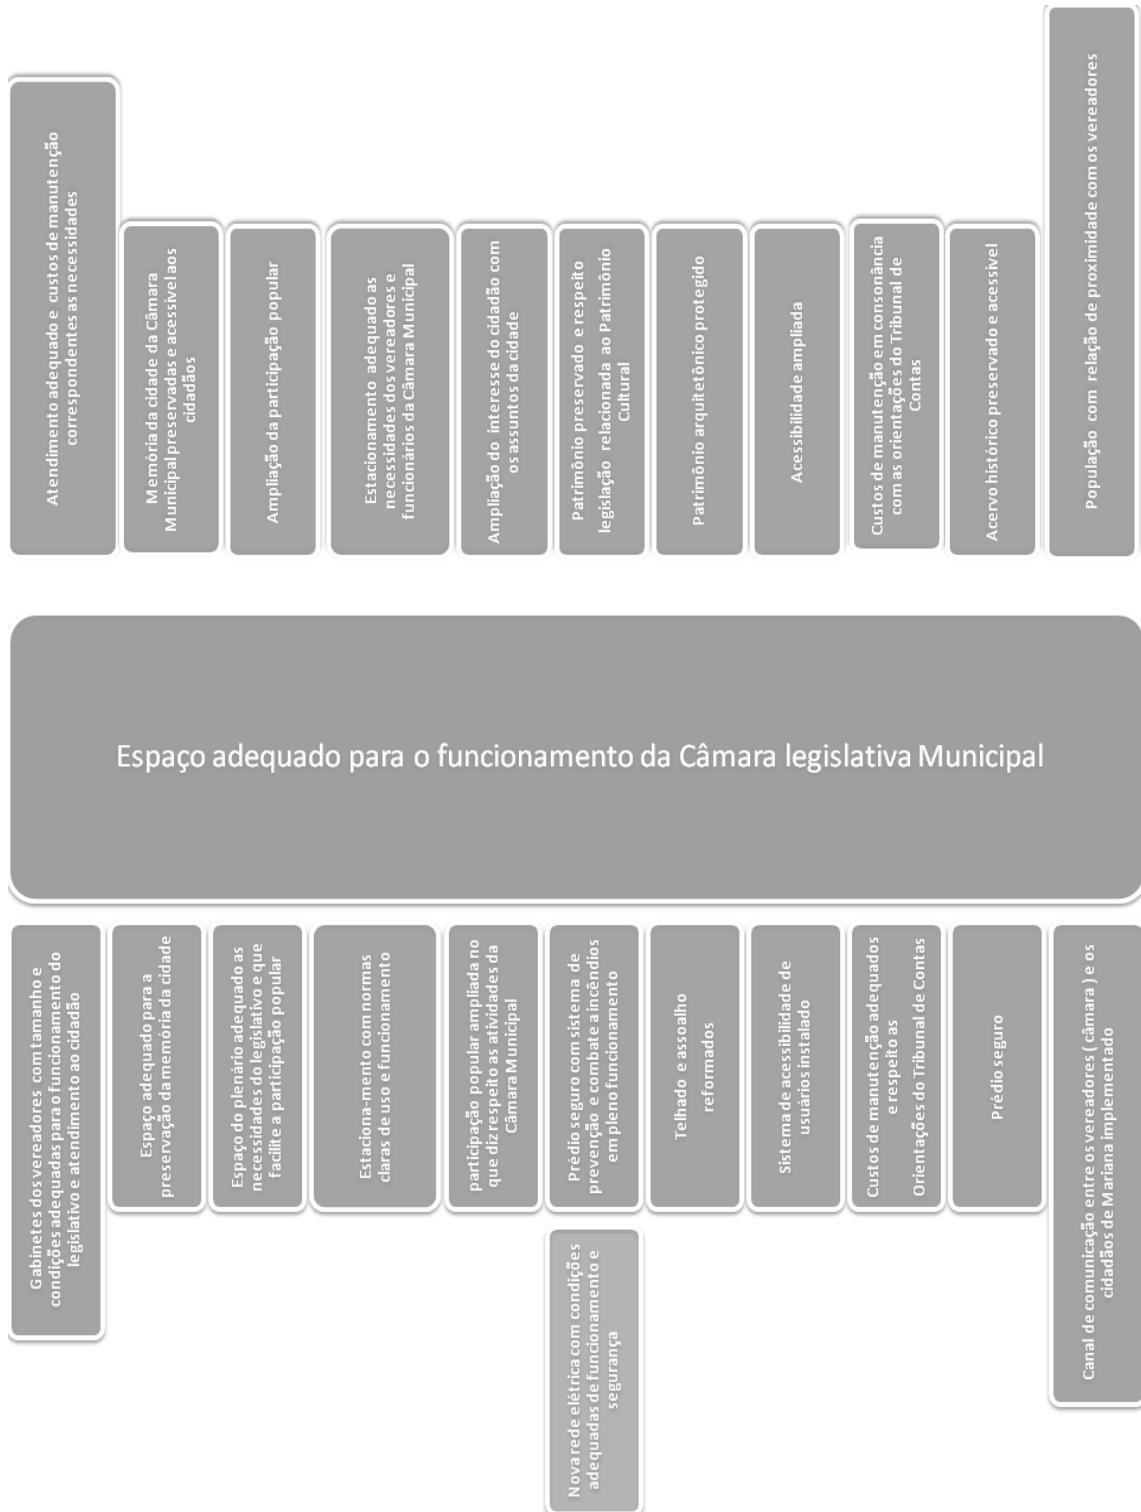 Atendimento adequado e custos de manutenção
correspondentes as necessidades
Memória da cidade da Câmara
Municipal preservadas e acessível aos
cidadãos
Ampliação da participação popular
Estacionamento adequado as
necessidades dos vereadores e
funcionários da Câmara Municipal
Ampliação do interesse do cidadão com
os assuntos da cidade
Patrimônio preservado e respeito
legislação relacionada ao Patrimônio
Cultural
Patrimônio arquitetônico protegido
Acessibilidade ampliada
Custos de manutenção em consonância
com as orientações do Tribunal de
Contas
Acervo histórico preservado e acessível
População com relação de proximidade com os vereadores
Espaço adequado para o funcionamento da Câmara legislativa Municipal
Gabinetes dos vereadores com tamanho e
condições adequadas para o funcionamento do
legislativo e atendimento ao cidadão
Espaço adequado para a
preservação da memória da cidade
Espaço do plenário adequado as
necessidades do legislativo e que
facilite a participação popular
Estaciona-mento com normas
claras de uso e funcionamento
participação popular ampliada no
que diz respeito as atividades da
Câmara Municipal
Prédio seguro com sistema de
prevenção e combate a incêndios
em pleno funcionamento
Telhado e assoalho
reformados
Sistema de acessibilidade de
usuários instalado
Custos de manutenção adequados
e respeito as
Orientações do Tribunal de Contas
Prédio seguro
Canal de comunicação entre os vereadores ( câmara ) e os
cidadãos de Mariana implementado
Nova rede elétrica com condições
adequadas de funcionamento e
segurança